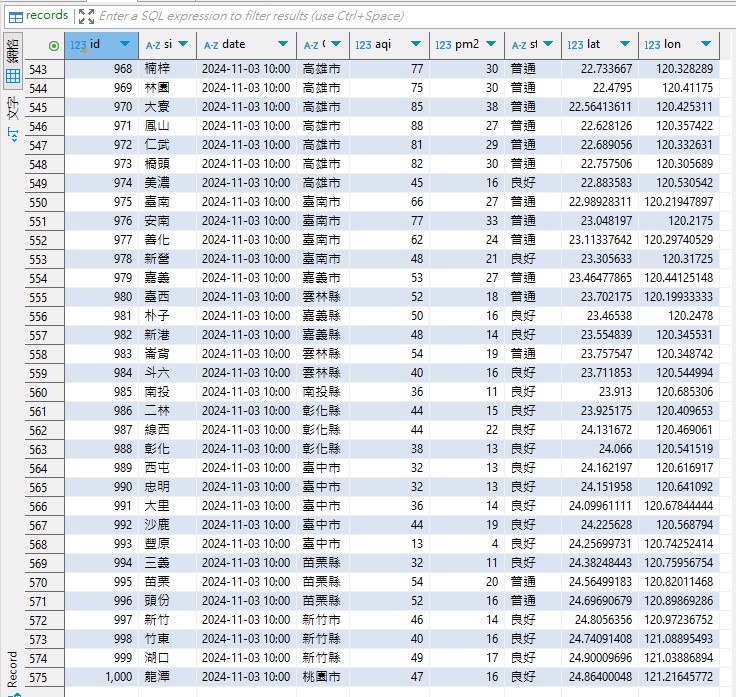 records Enter a SQL expression to filter results (use Ctrl+Space)
123 id A-Z si A-Z date A-Z 123 aqi 123 pm2 A-Z st 123 lat 123 lon
543 968 楠梓 2024-11-03 10:00 高雄市 77 30 普通 22.733667 120.328289
544 969 林園 2024-11-03 10:00 高雄市 75 30 普通 22.4795 120.41175
545 970 大寮 2024-11-03 10:00 高雄市 85 38 普通 22.56413611 120.425311
546 971 鳳山 2024-11-03 10:00 高雄市 88 27 普通 22.628126 120.357422
547 972 仁武 2024-11-03 10:00 高雄市 81 29 普通 22.689056 120.332631
548 973 橋頭 2024-11-03 10:00 高雄市 82 30 普通 22.757506 120.305689
549 974 美濃 2024-11-03 10:00 高雄市 45 16 良好 22.883583 120.530542
550 975 臺南 2024-11-03 10:00 臺南市 66 27 普通 22.98928311 120.21947897
551 976 安南 2024-11-03 10:00 臺南市 77 33 普通 23.048197 120.2175
552 977 善化 2024-11-03 10:00 臺南市 62 24 普通 23.11337642 120.29740529
553 978 新營 2024-11-03 10:00 臺南市 48 21 良好 23.305633 120.31725
554 979 嘉義 2024-11-03 10:00 嘉義市 53 27 普通 23.46477865 120.44125148
555 980 臺西 2024-11-03 10:00 雲林縣 52 18 普通 23.702175 120.19933333
556 981 朴子 2024-11-03 10:00 嘉義縣 50 16 良好 23.46538 120.2478
557 982 新港 2024-11-03 10:00 嘉義縣 48 14 良好 23.554839 120.345531
558 983 崙背 2024-11-03 10:00 雲林縣 54 19 普通 23.757547 120.348742
559 984 斗六 2024-11-03 10:00 雲林縣 40 16 良好 23.711853 120.544994
560 985 南投 2024-11-03 10:00 南投縣 36 11 良好 23.913 120.685306
561 986 二林 2024-11-03 10:00 彰化縣 44 15 良好 23.925175 120.409653
562 987 線西 2024-11-03 10:00 彰化縣 44 22 良好 24.131672 120.469061
563 988 彰化 2024-11-03 10:00 彰化縣 38 13 良好 24.066 120.541519
564 989 西屯 2024-11-03 10:00 臺中市 32 13 良好 24.162197 120.616917
565 990 忠明 2024-11-03 10:00 臺中市 32 13 良好 24.151958 120.641092
566 991 大里 2024-11-03 10:00 臺中市 36 14 良好 24.09961111 120.67844444
567 992 沙鹿 2024-11-03 10:00 臺中市 44 19 良好 24.225628 120.568794
568 993 豐原 2024-11-03 10:00 臺中市 13 4 良好 24.25699731 120.74252414
569 994 三義 2024-11-03 10:00 苗栗縣 32 11 良好 24.38248443 120.75956754
570 995 苗栗 2024-11-03 10:00 苗栗縣 54 20 普通 24.56499183 120.82011468
571 996 頭份 2024-11-03 10:00 苗栗縣 52 16 普通 24.69690679 120.89869286
572 997 新竹 2024-11-03 10:00 新竹市 46 14 良好 24.8056356 120.97236752
573 998 竹東 2024-11-03 10:00 新竹縣 40 16 良好 24.74091408 121.08895493
574 999 湖口 2024-11-03 10:00 新竹縣 49 17 良好 24.90009696 121.03886894
575 1,000 龍潭 2024-11-03 10:00 桃園市 47 16 良好 24.86400048 121.21645772
文字
Record